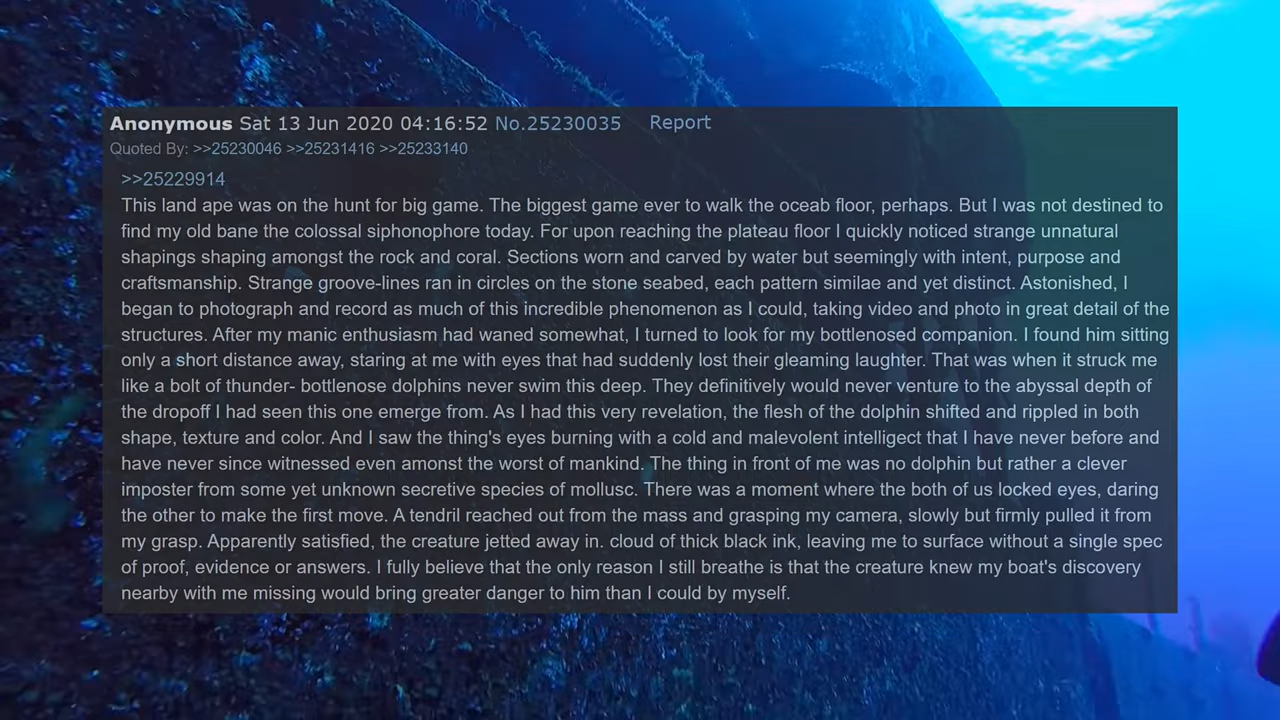 Anonymous Sat 13 Jun 2020 04:16:52 No.25230035 Report
Quoted By: >>25230046 >>25231416 >>25233140
>>25229914
This land ape was on the hunt for big game. The biggest game ever to walk the oceab floor, perhaps. But I was not destined to
find my old bane the colossal siphonophore today. For upon reaching the plateau floor I quickly noticed strange unnatural
shapings shaping amongst the rock and coral. Sections worn and carved by water but seemingly with intent, purpose and
craftsmanship. Strange groove-lines ran in circles on the stone seabed, each pattern similae and yet distinct. Astonished, I
began to photograph and record as much of this incredible phenomenon as I could, taking video and photo in great detail of the
structures. After my manic enthusiasm had waned somewhat, I turned to look for my bottlenosed companion. I found him sitting
only a short distance away, staring at me with eyes that had suddenly lost their gleaming laughter. That was when it struck me
like a bolt of thunder- bottlenose dolphins never swim this deep. They definitively would never venture to the abyssal depth of
the dropoff I had seen this one emerge from. As I had this very revelation, the flesh of the dolphin shifted and rippled in both
shape, texture and color. And I saw the thing's eyes burning with a cold and malevolent intelligect that I have never before and
have never since witnessed even amonst the worst of mankind. The thing in front of me was no dolphin but rather a clever
imposter from some yet unknown secretive species of mollusc. There was a moment where the both of us locked eyes, daring
the other to make the first move. A tendril reached out from the mass and grasping my camera, slowly but firmly pulled it from
my grasp. Apparently satisfied, the creature jetted away in. cloud of thick black ink, leaving me to surface without a single spec
of proof, evidence or answers. I fully believe that the only reason I still breathe is that the creature knew my boat's discovery
nearby with me missing would bring greater danger to him than I could by myself.